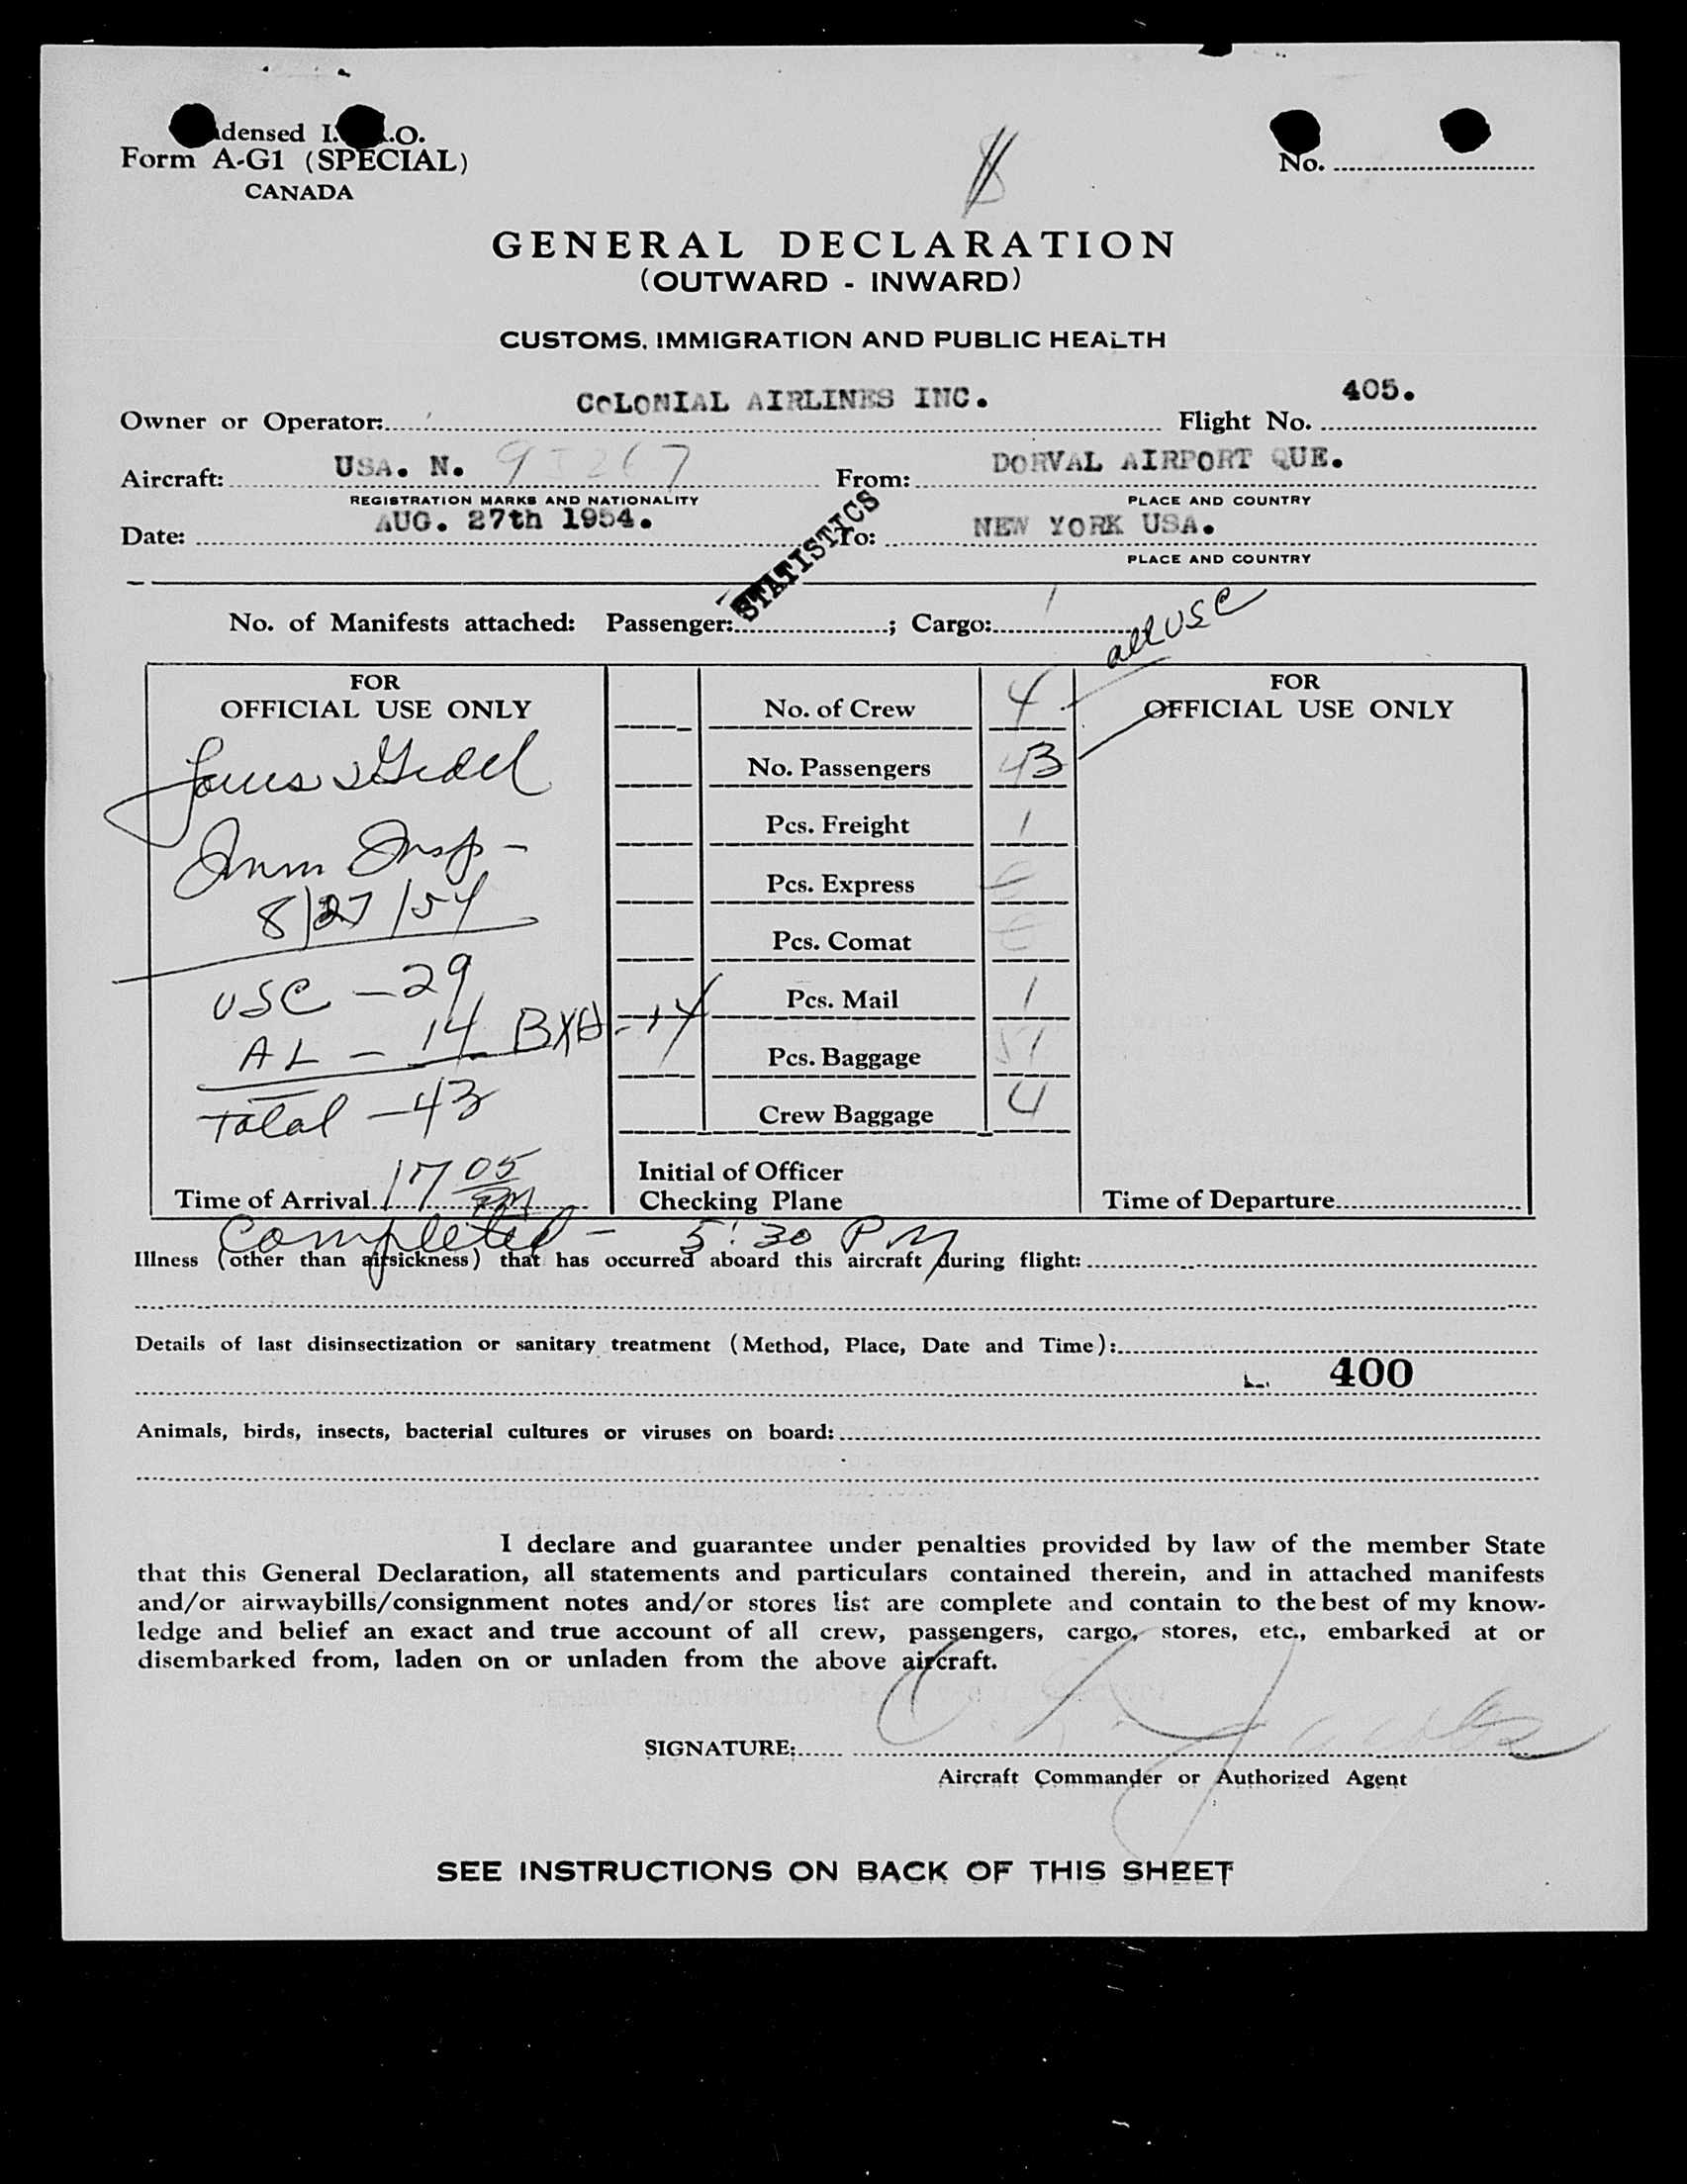 densed I. .O.
Form A-G1 (SPECIAL)
CANADA
No.
GENERAL DECLARATION
(OUTWARD - INWARD)
CUSTOMS, IMMIGRATION AND PUBLIC HEALTH
Owner or Operator: COLONIAL AIRLINES INC. Flight No. 405.
Aircraft: USA. N. From: DORVAL AIRPORT QUE.
REGISTRATION MARKS AND NATIONALITY PLACE AND COUNTRY
Date: AUG. 27th 1954. To: NEW YORK USA.
PLACE AND COUNTRY
STATISTICS
No. of Manifests attached: Passenger: ; Cargo: 1
all USC
FOR
OFFICIAL USE ONLY
Imm Insp -
8/27/54
USC - 29
AL - 14 BXA - 14
Total - 43
Time of Arrival 17 05 PM
No. of Crew 4
No. Passengers 43
Pcs. Freight 1
Pcs. Express
Pcs. Comat
Pcs. Mail 1
Pcs. Baggage 51
Crew Baggage 4
Initial of Officer
Checking Plane
FOR
OFFICIAL USE ONLY
Time of Departure
Completed - 5:30 PM
Illness (other than airsickness) that has occurred aboard this aircraft during flight:
Details of last disinsectization or sanitary treatment (Method, Place, Date and Time):
400
Animals, birds, insects, bacterial cultures or viruses on board:
I declare and guarantee under penalties provided by law of the member State
that this General Declaration, all statements and particulars contained therein, and in attached manifests
and/or airwaybills/consignment notes and/or stores list are complete and contain to the best of my know-
ledge and belief an exact and true account of all crew, passengers, cargo, stores, etc., embarked at or
disembarked from, laden on or unladen from the above aircraft.
SIGNATURE:
Aircraft Commander or Authorized Agent
SEE INSTRUCTIONS ON BACK OF THIS SHEET